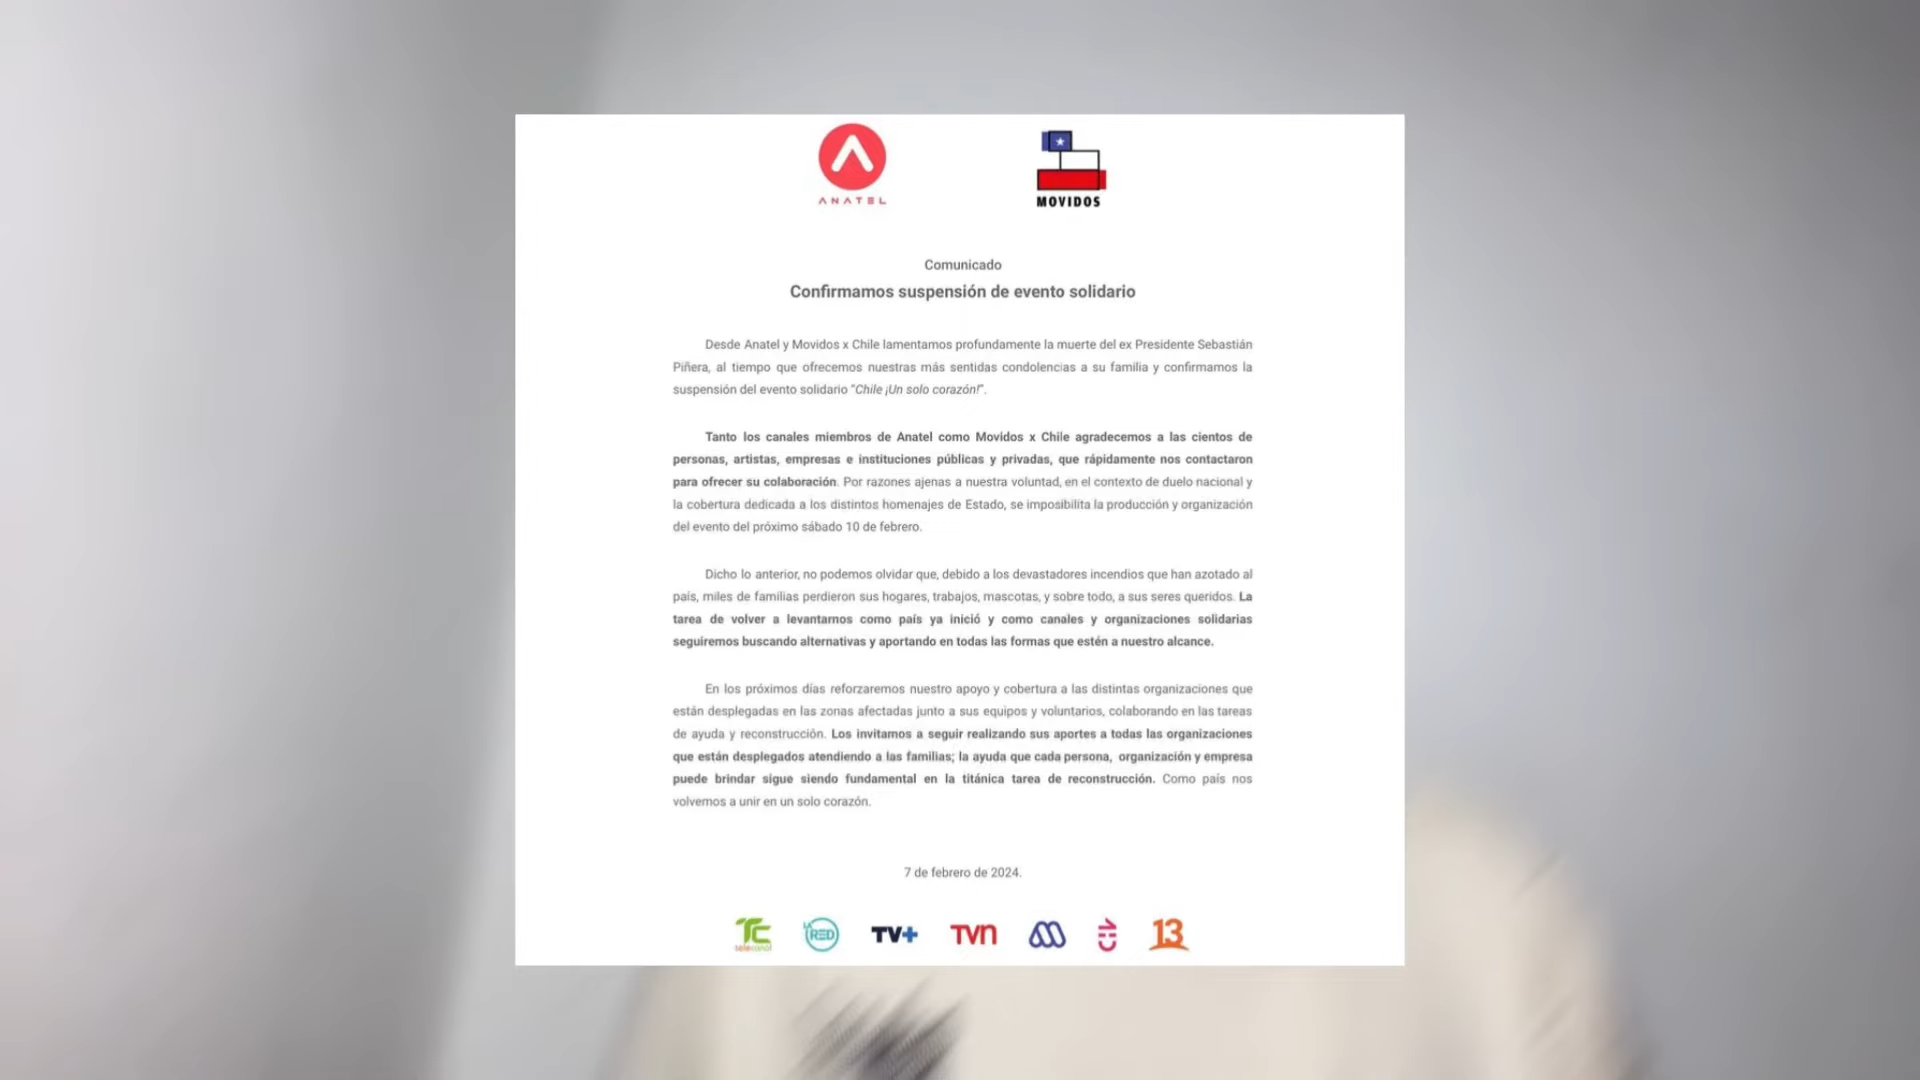 ANATEL
MOVIDOS
Comunicado
Confirmamos suspensión de evento solidario
Desde Anatel y Movidos x Chile lamentamos profundamente la muerte del ex Presidente Sebastián
Piñera, al tiempo que ofrecemos nuestras más sentidas condolencias a su familia y confirmamos la
suspensión del evento solidario "Chile ¡Un solo corazón!".
Tanto los canales miembros de Anatel como Movidos x Chile agradecemos a las cientos de
personas, artistas, empresas e instituciones públicas y privadas, que rápidamente nos contactaron
para ofrecer su colaboración. Por razones ajenas a nuestra voluntad, en el contexto de duelo nacional y
la cobertura dedicada a los distintos homenajes de Estado, se imposibilita la producción y organización
del evento del próximo sábado 10 de febrero.
Dicho lo anterior, no podemos olvidar que, debido a los devastadores incendios que han azotado al
país, miles de familias perdieron sus hogares, trabajos, mascotas, y sobre todo, a sus seres queridos. La
tarea de volver a levantarnos como país ya inició y como canales y organizaciones solidarias
seguiremos buscando alternativas y aportando en todas las formas que estén a nuestro alcance.
En los próximos días reforzaremos nuestro apoyo y cobertura a las distintas organizaciones que
están desplegadas en las zonas afectadas junto a sus equipos y voluntarios, colaborando en las tareas
de ayuda y reconstrucción. Los invitamos a seguir realizando sus aportes a todas las organizaciones
que están desplegados atendiendo a las familias; la ayuda que cada persona, organización y empresa
puede brindar sigue siendo fundamental en la titánica tarea de reconstrucción. Como país nos
volvemos a unir en un solo corazón.
7 de febrero de 2024.
TC telecanal LA RED TV+ TVN CHV 13